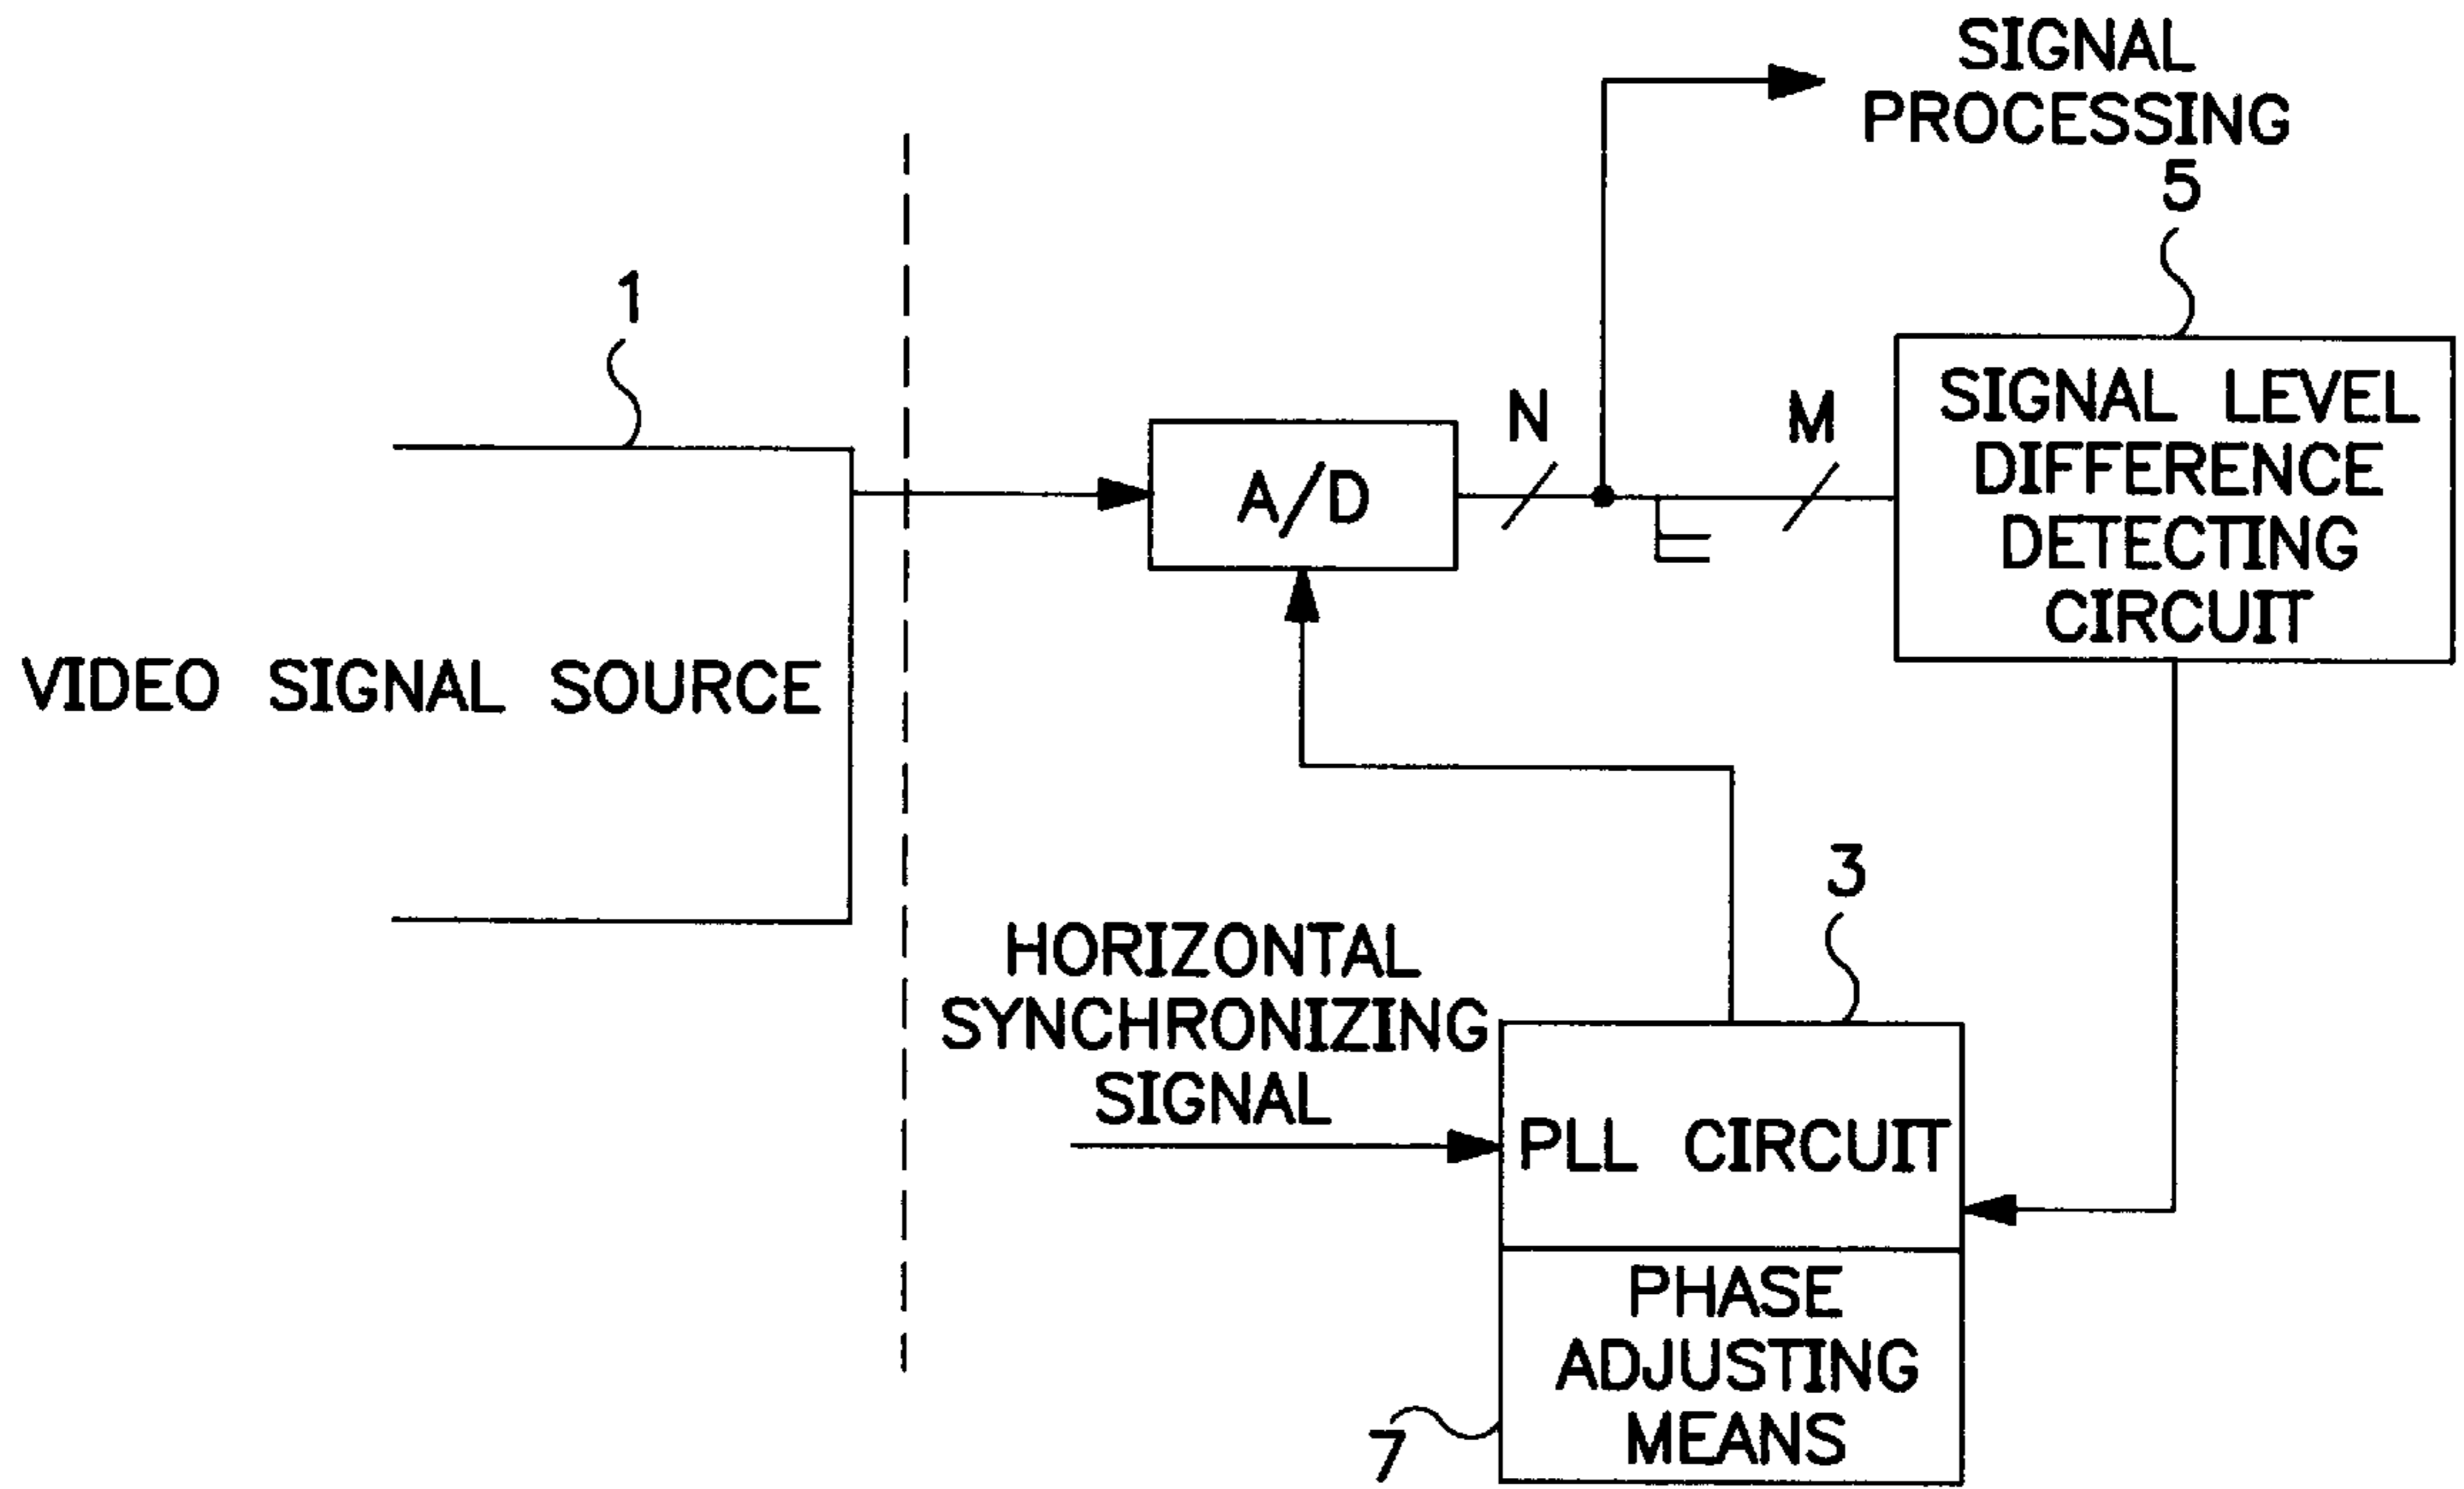 SIGNAL
PROCESSING
5
1
SIGNAL LEVEL
DIFFERENCE
DETECTING
CIRCUIT
N
M
A/D
VIDEO SIGNAL SOURCE
3
HORIZONTAL
SYNCHRONIZING
SIGNAL
PLL CIRCUIT
PHASE
ADJUSTING
MEANS
7